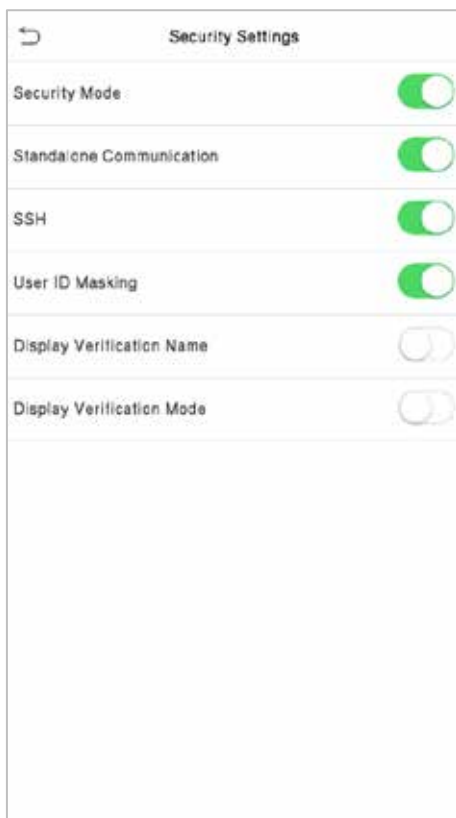 Security Settings
Security Mode
Standalone Communication
SSH
User ID Masking
Display Verification Name
Display Verification Mode